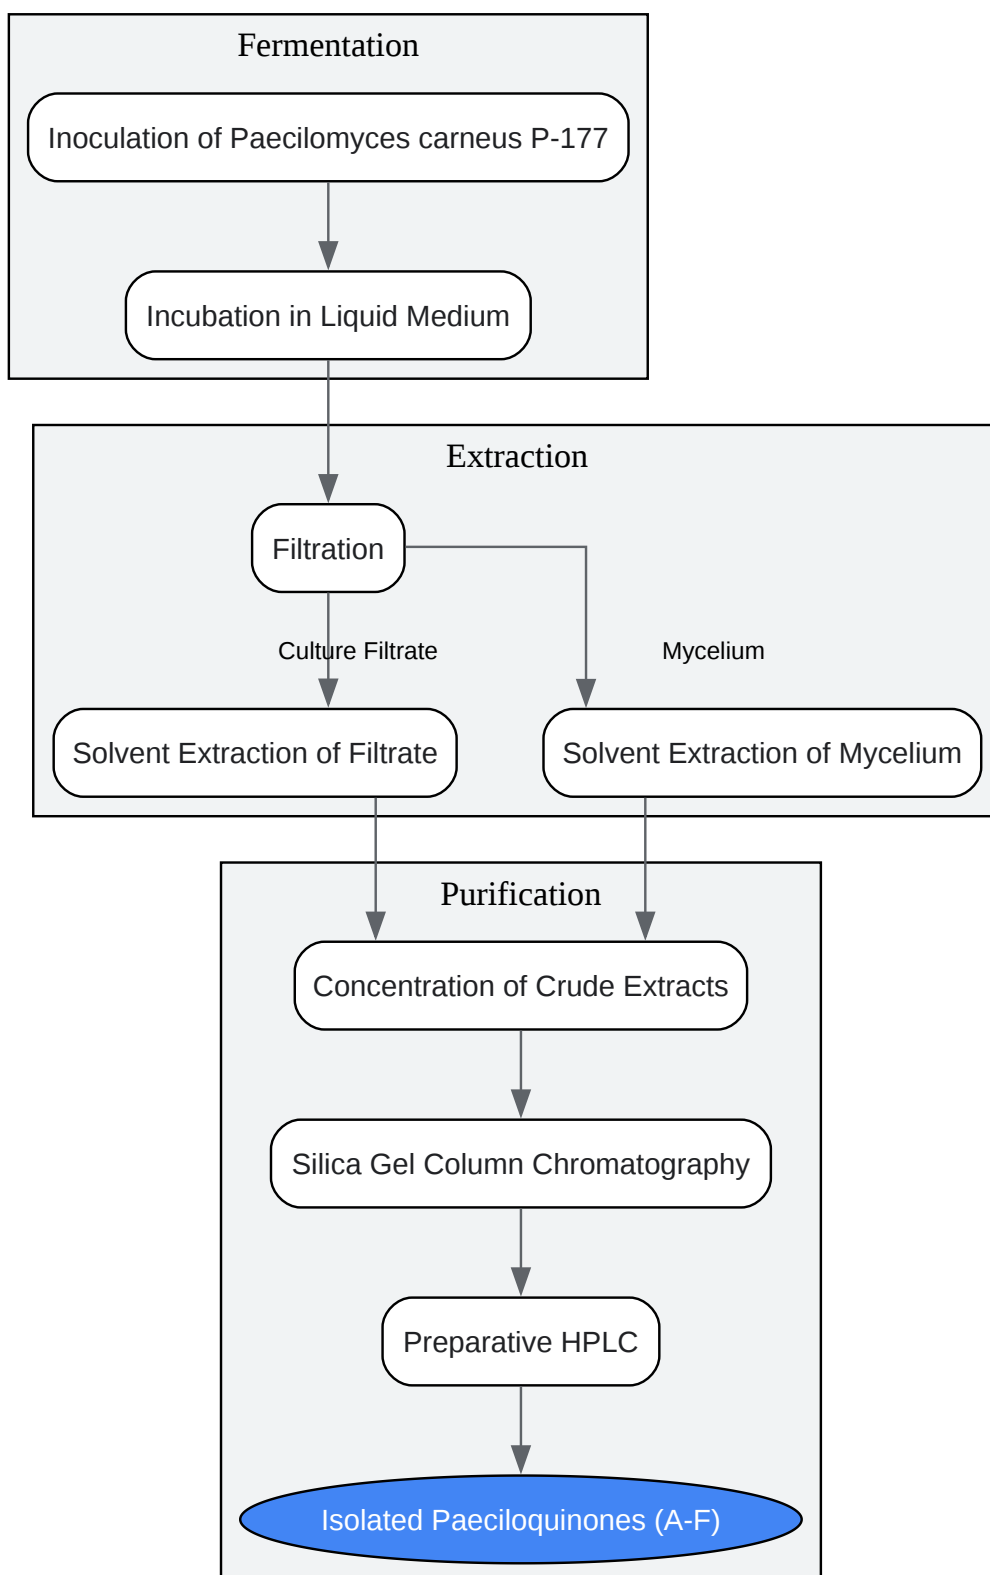 Fermentation
Inoculation of Paecilomyces carneus P-177
Incubation in Liquid Medium
Extraction
Filtration
Culture Filtrate
Mycelium
Solvent Extraction of Filtrate
Solvent Extraction of Mycelium
Purification
Concentration of Crude Extracts
Silica Gel Column Chromatography
Preparative HPLC
Isolated Paeciloquinones (A-F)